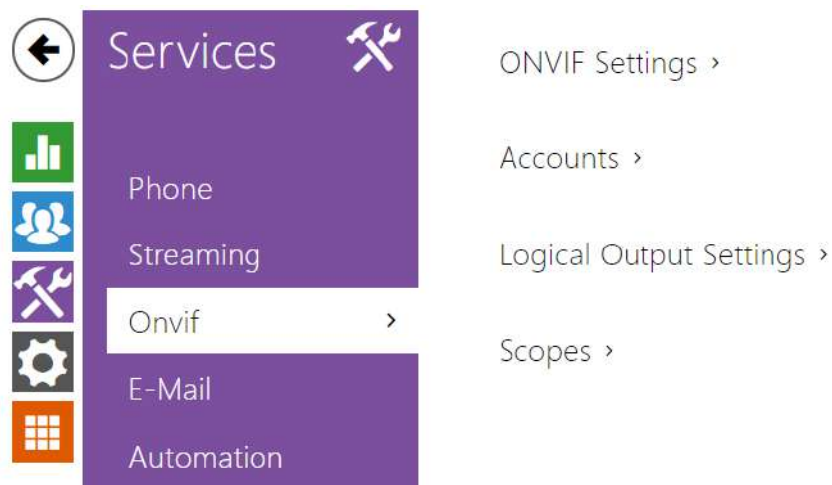 Services
Phone
Streaming
Onvif
E-Mail
Automation
ONVIF Settings
Accounts
Logical Output Settings
Scopes